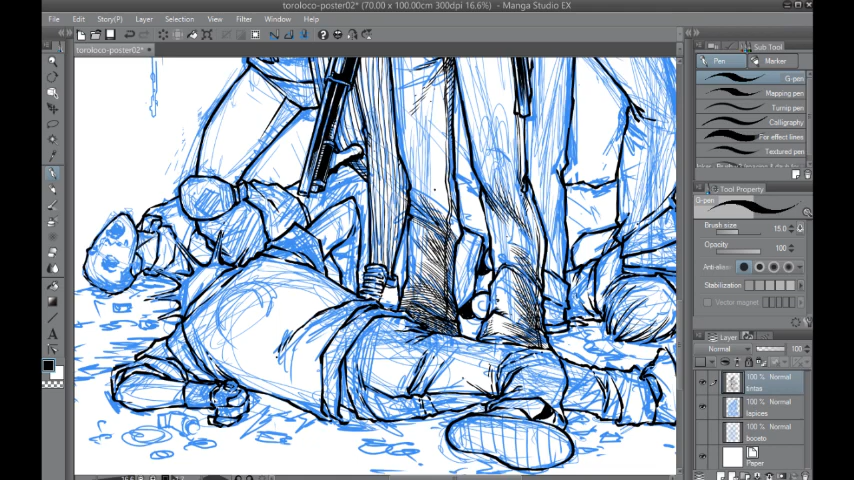 toroloco-poster02* (70.00 x 100.00cm 300dpi 16.6%) - Manga Studio EX
File Edit Story(P) Layer Selection View Filter Window Help
toroloco-poster02*
Sub Tool
Pen Marker
G-pen
Mapping pen
Turnip pen
Calligraphy
For effect lines
Textured pen
Tool Property
G-pen
Brush size 15.0
Opacity 100
Anti-alias
Stabilization
Vector magnet
Layer
Normal 100
100 % Normal
tintas
100 % Normal
lapices
100 % Normal
boceto
Paper